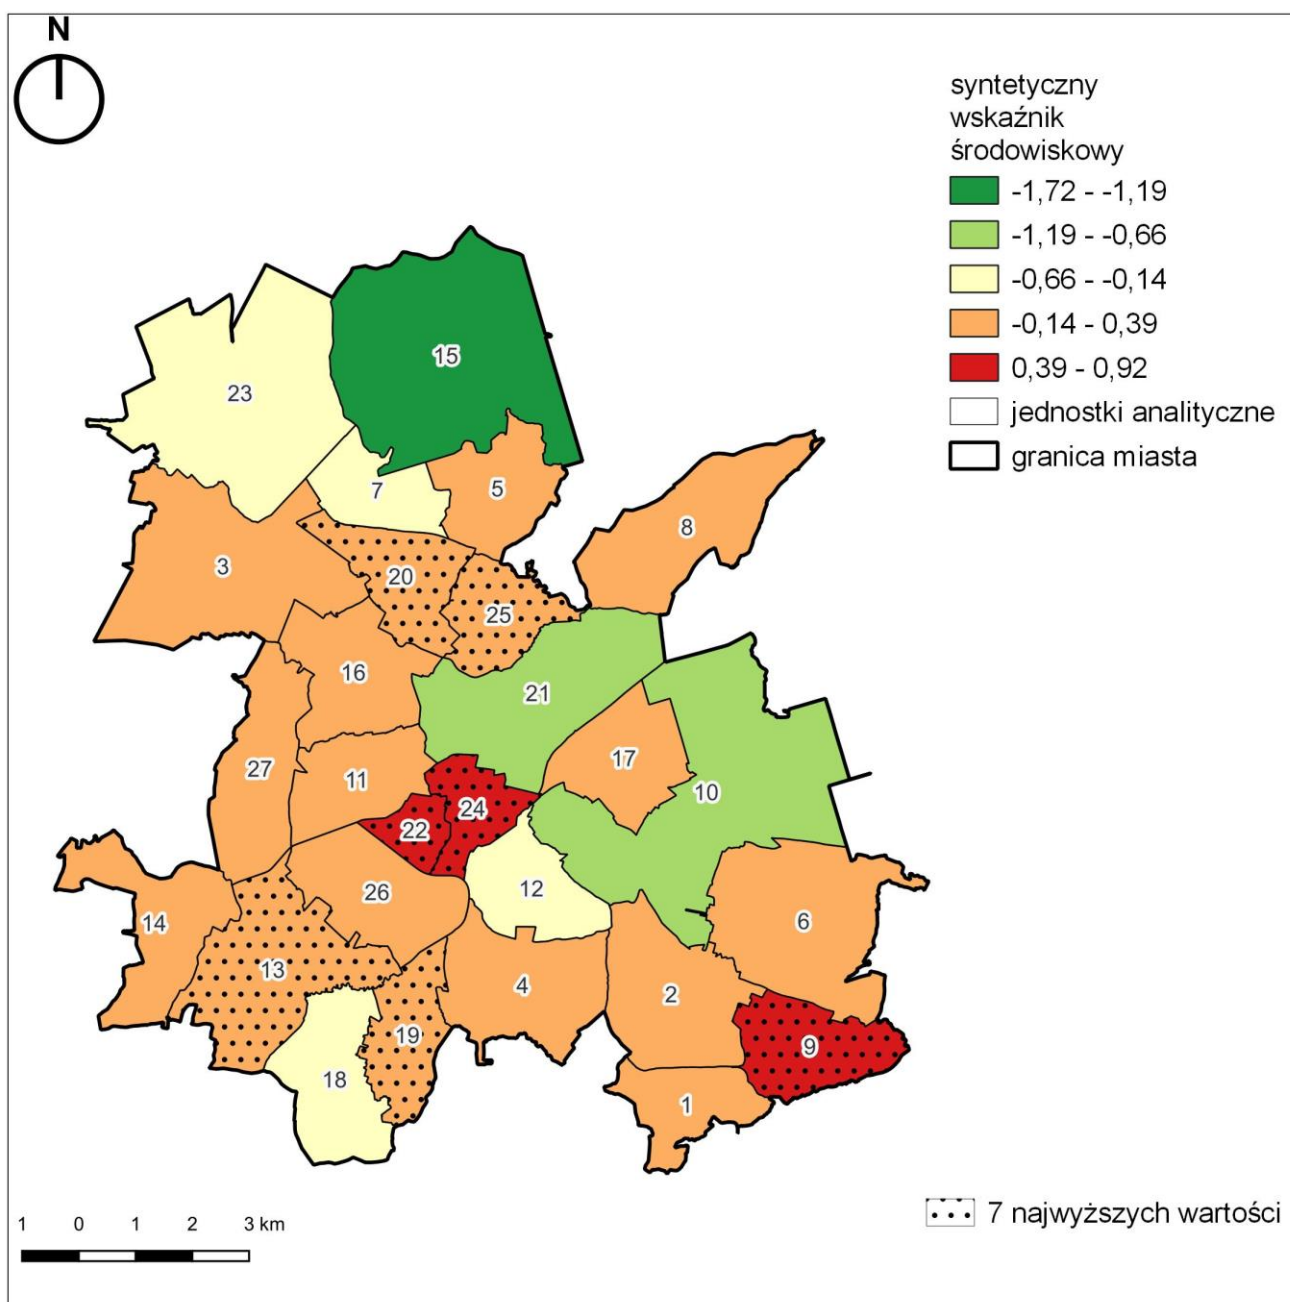 N
syntetyczny
wskaźnik
środowiskowy
-1,72 - -1,19
-1,19 - -0,66
-0,66 - -0,14
-0,14 - 0,39
0,39 - 0,92
jednostki analityczne
granica miasta
15
23
7
5
8
3
20
25
16
21
17
27
11
10
24
22
12
26
6
14
13
4
2
19
9
18
1
7 najwyższych wartości
1 0 1 2 3 km